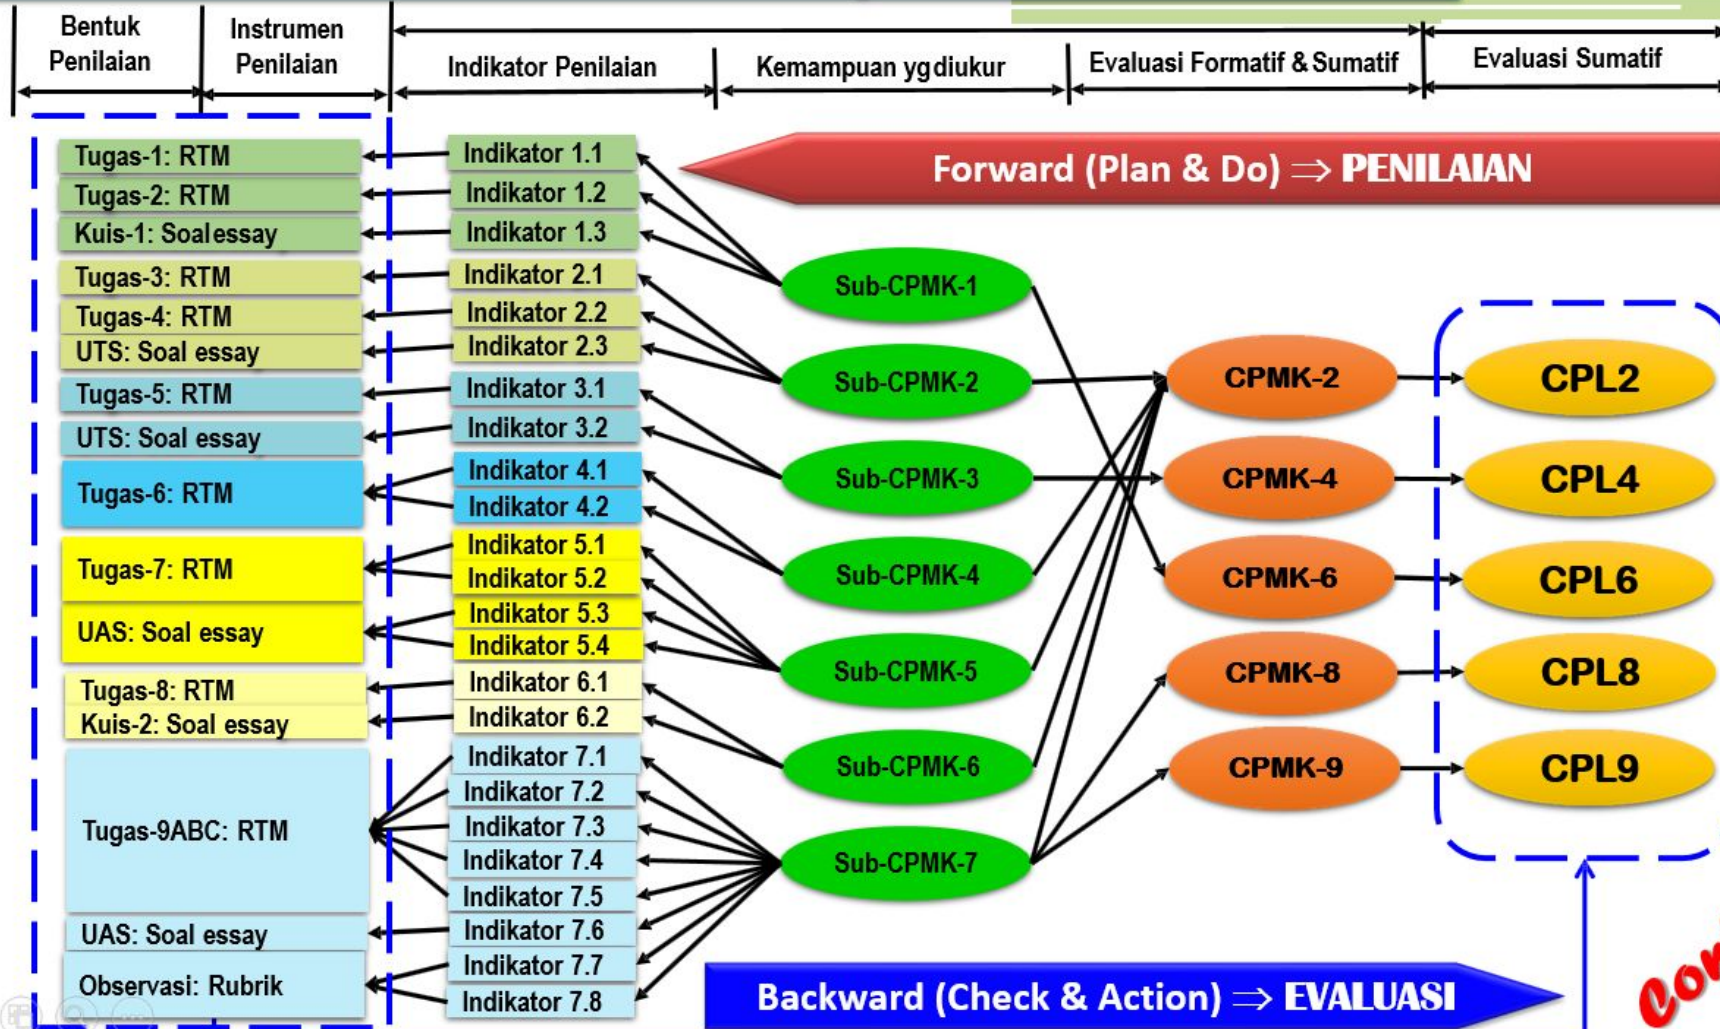 Bentuk
Penilaian
Instrumen
Penilaian
Indikator Penilaian
Kemampuan yg diukur
Evaluasi Formatif & Sumatif
Evaluasi Sumatif
Forward (Plan & Do) ⇒ PENILAIAN
Tugas-1: RTM
Tugas-2: RTM
Kuis-1: Soal essay
Tugas-3: RTM
Tugas-4: RTM
UTS: Soal essay
Tugas-5: RTM
UTS: Soal essay
Tugas-6: RTM
Tugas-7: RTM
UAS: Soal essay
Tugas-8: RTM
Kuis-2: Soal essay
Tugas-9ABC: RTM
UAS: Soal essay
Observasi: Rubrik
Indikator 1.1
Indikator 1.2
Indikator 1.3
Indikator 2.1
Indikator 2.2
Indikator 2.3
Indikator 3.1
Indikator 3.2
Indikator 4.1
Indikator 4.2
Indikator 5.1
Indikator 5.2
Indikator 5.3
Indikator 5.4
Indikator 6.1
Indikator 6.2
Indikator 7.1
Indikator 7.2
Indikator 7.3
Indikator 7.4
Indikator 7.5
Indikator 7.6
Indikator 7.7
Indikator 7.8
Sub-CPMK-1
Sub-CPMK-2
Sub-CPMK-3
Sub-CPMK-4
Sub-CPMK-5
Sub-CPMK-6
Sub-CPMK-7
CPMK-2
CPMK-4
CPMK-6
CPMK-8
CPMK-9
CPL2
CPL4
CPL6
CPL8
CPL9
Backward (Check & Action) ⇒ EVALUASI